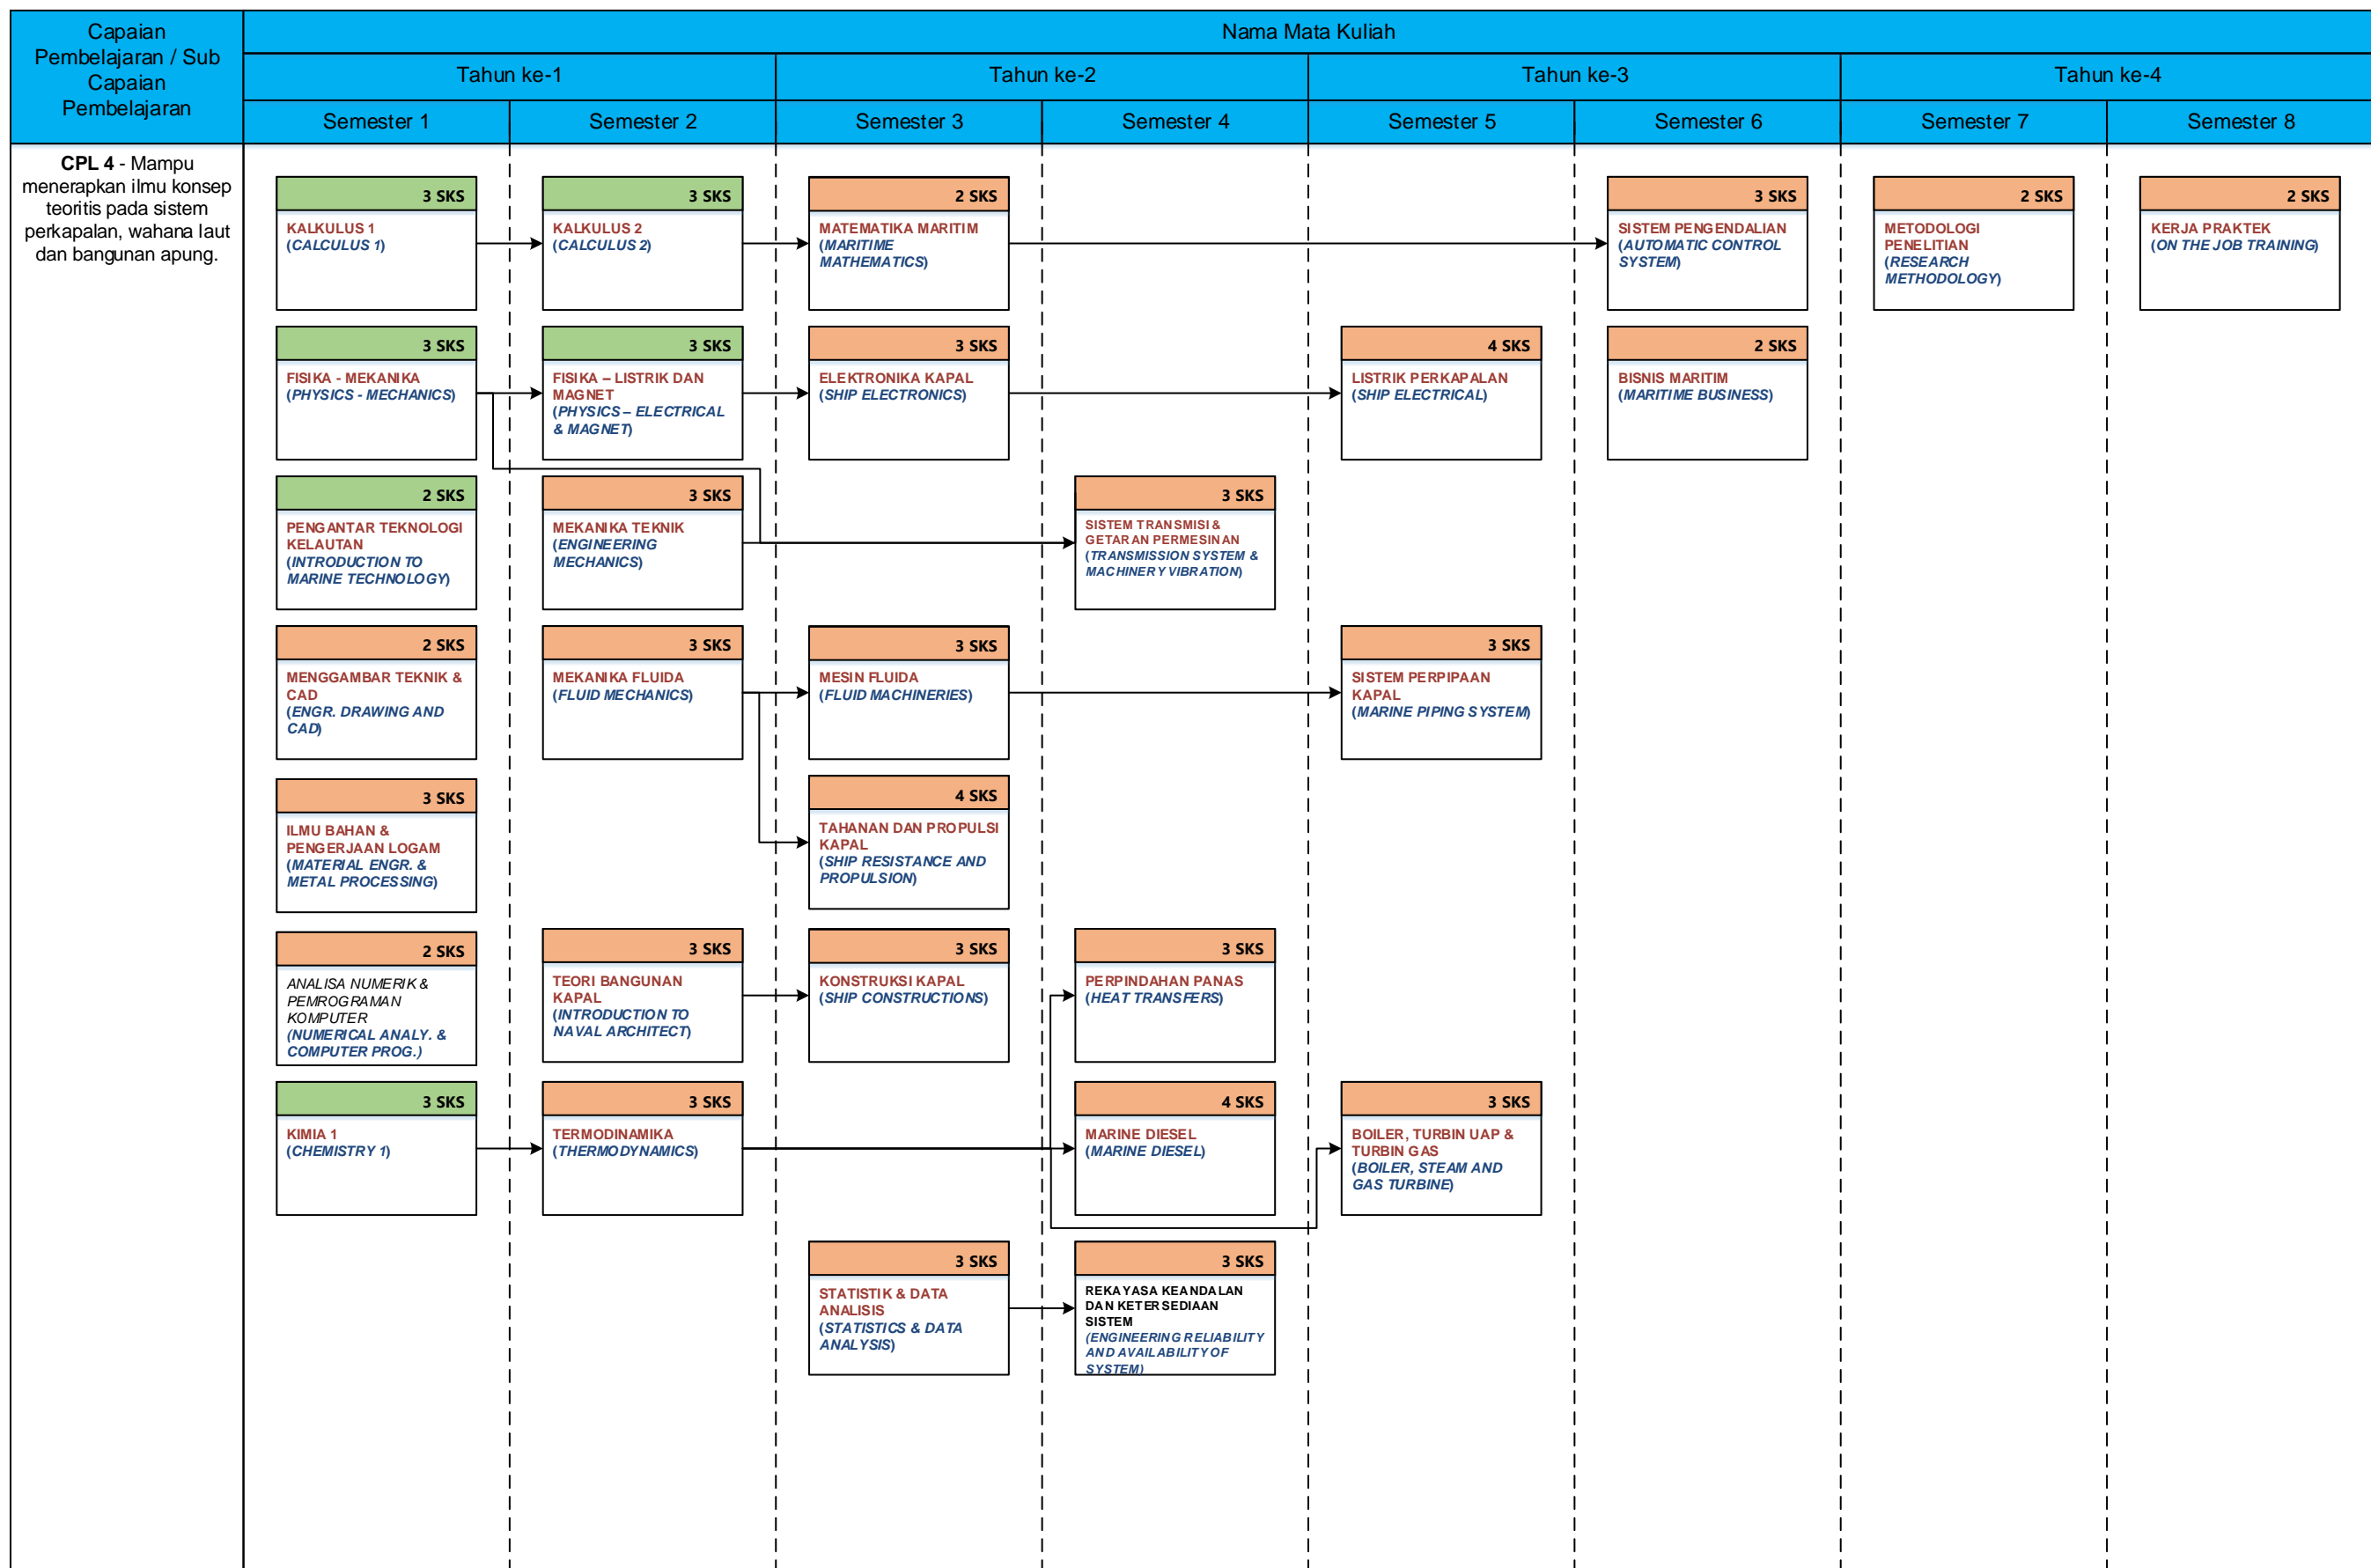 Capaian
Pembelajaran / Sub
Capaian
Pembelajaran
Nama Mata Kuliah
Tahun ke-1
Tahun ke-2
Tahun ke-3
Tahun ke-4
Semester 1
Semester 2
Semester 3
Semester 4
Semester 5
Semester 6
Semester 7
Semester 8
CPL 4 - Mampu
menerapkan ilmu konsep
teoritis pada sistem
perkapalan, wahana laut
dan bangunan apung.
3 SKS
KALKULUS 1
(CALCULUS 1)
3 SKS
KALKULUS 2
(CALCULUS 2)
2 SKS
MATEMATIKA MARITIM
(MARITIME
MATHEMATICS)
3 SKS
SISTEM PENGENDALIAN
(AUTOMATIC CONTROL
SYSTEM)
2 SKS
METODOLOGI
PENELITIAN
(RESEARCH
METHODOLOGY)
2 SKS
KERJA PRAKTEK
(ON THE JOB TRAINING)
3 SKS
FISIKA - MEKANIKA
(PHYSICS - MECHANICS)
3 SKS
FISIKA – LISTRIK DAN
MAGNET
(PHYSICS – ELECTRICAL
& MAGNET)
3 SKS
ELEKTRONIKA KAPAL
(SHIP ELECTRONICS)
4 SKS
LISTRIK PERKAPALAN
(SHIP ELECTRICAL)
2 SKS
BISNIS MARITIM
(MARITIME BUSINESS)
2 SKS
PENGANTAR TEKNOLOGI
KELAUTAN
(INTRODUCTION TO
MARINE TECHNOLOGY)
3 SKS
MEKANIKA TEKNIK
(ENGINEERING
MECHANICS)
3 SKS
SISTEM TRANSMISI &
GETARAN PERMESINAN
(TRANSMISSION SYSTEM &
MACHINERY VIBRATION)
2 SKS
MENGGAMBAR TEKNIK &
CAD
(ENGR. DRAWING AND
CAD)
3 SKS
MEKANIKA FLUIDA
(FLUID MECHANICS)
3 SKS
MESIN FLUIDA
(FLUID MACHINERIES)
3 SKS
SISTEM PERPIPAAN
KAPAL
(MARINE PIPING SYSTEM)
3 SKS
ILMU BAHAN &
PENGERJAAN LOGAM
(MATERIAL ENGR. &
METAL PROCESSING)
4 SKS
TAHANAN DAN PROPULSI
KAPAL
(SHIP RESISTANCE AND
PROPULSION)
2 SKS
ANALISA NUMERIK &
PEMROGRAMAN
KOMPUTER
(NUMERICAL ANALY. &
COMPUTER PROG.)
3 SKS
TEORI BANGUNAN
KAPAL
(INTRODUCTION TO
NAVAL ARCHITECT)
3 SKS
KONSTRUKSI KAPAL
(SHIP CONSTRUCTIONS)
3 SKS
PERPINDAHAN PANAS
(HEAT TRANSFERS)
3 SKS
KIMIA 1
(CHEMISTRY 1)
3 SKS
TERMODINAMIKA
(THERMODYNAMICS)
4 SKS
MARINE DIESEL
(MARINE DIESEL)
3 SKS
BOILER, TURBIN UAP &
TURBIN GAS
(BOILER, STEAM AND
GAS TURBINE)
3 SKS
STATISTIK & DATA
ANALISIS
(STATISTICS & DATA
ANALYSIS)
3 SKS
REKAYASA KEANDALAN
DAN KETERSEDIAAN
SISTEM
(ENGINEERING RELIABILITY
AND AVAILABILITY OF
SYSTEM)